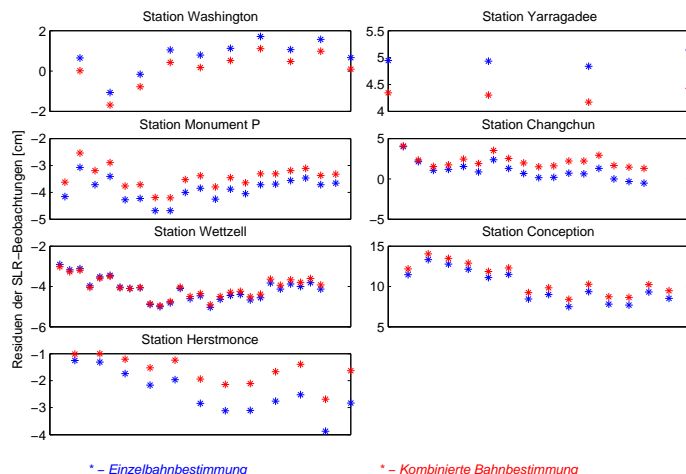 Station Washington
2
0
−2
Station Yarragadee
5.5
5
4.5
4
Station Monument P
−2
−3
−4
−5
Station Changchun
5
0
−5
Station Wettzell
−2
−4
−6
Station Conception
15
10
5
Station Herstmonce
−1
−2
−3
−4
Residuen der SLR−Beobachtungen [cm]
* − Einzelbahnbestimmung
* − Kombinierte Bahnbestimmung